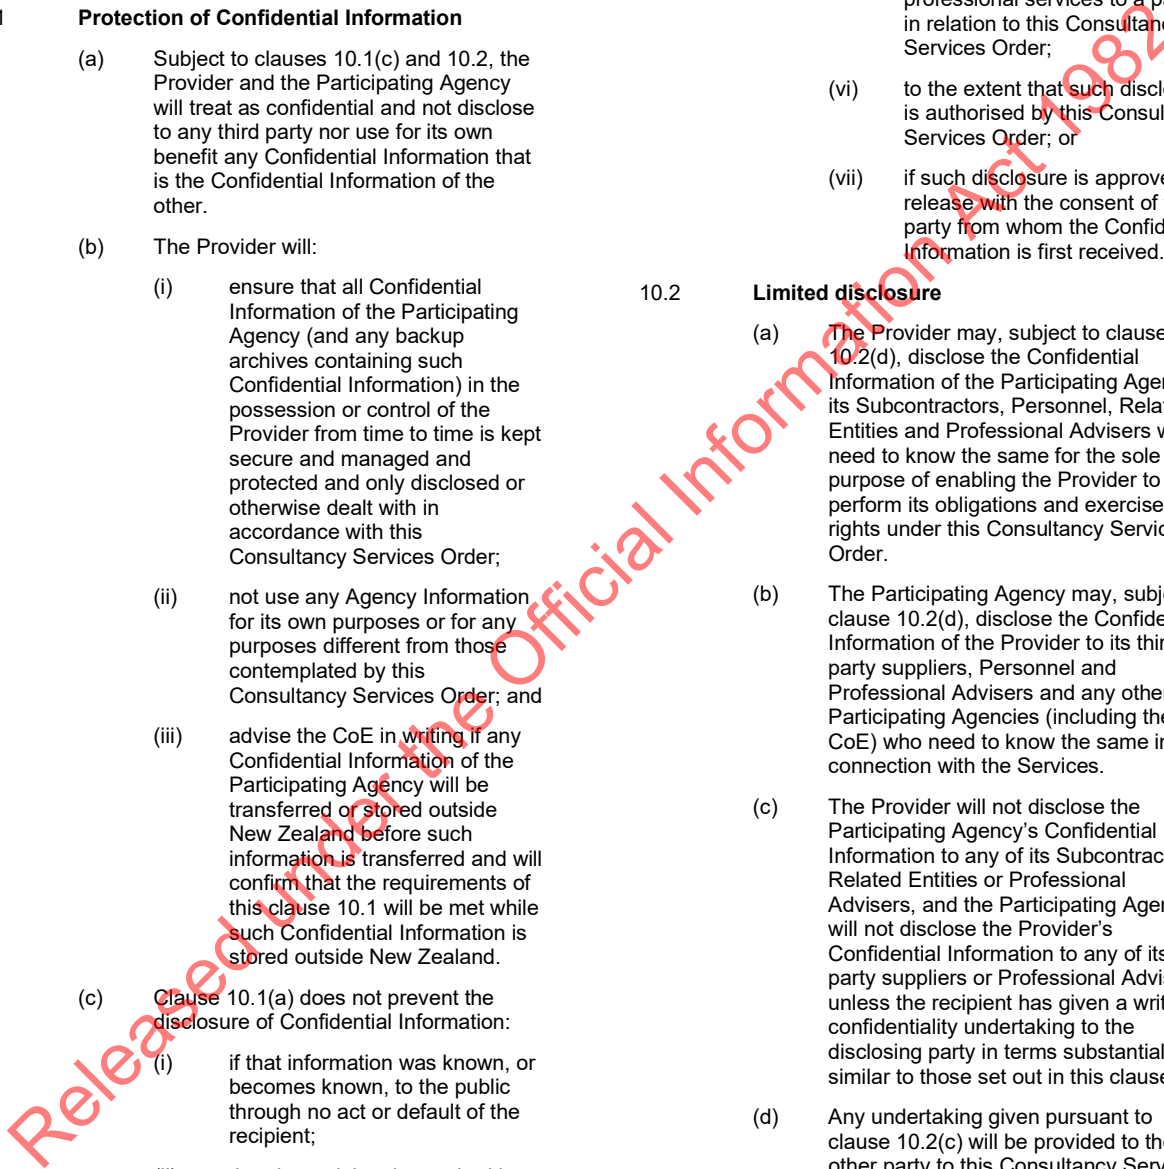 1 Protection of Confidential Information
(a) Subject to clauses 10.1(c) and 10.2, the
Provider and the Participating Agency
will treat as confidential and not disclose
to any third party nor use for its own
benefit any Confidential Information that
is the Confidential Information of the
other.
(b) The Provider will:
(i) ensure that all Confidential
Information of the Participating
Agency (and any backup
archives containing such
Confidential Information) in the
possession or control of the
Provider from time to time is kept
secure and managed and
protected and only disclosed or
otherwise dealt with in
accordance with this
Consultancy Services Order;
(ii) not use any Agency Information
for its own purposes or for any
purposes different from those
contemplated by this
Consultancy Services Order; and
(iii) advise the CoE in writing if any
Confidential Information of the
Participating Agency will be
transferred or stored outside
New Zealand before such
information is transferred and will
confirm that the requirements of
this clause 10.1 will be met while
such Confidential Information is
stored outside New Zealand.
(c) Clause 10.1(a) does not prevent the
disclosure of Confidential Information:
(i) if that information was known, or
becomes known, to the public
through no act or default of the
recipient;
professional services to a
in relation to this
Services Order;
(vi) to the extent that such
is authorised by this
Services Order; or
(vii) if such disclosure is
release with the consent of
party from whom the
Information is first received.
10.2 Limited disclosure
(a) The Provider may, subject to clause
10.2(d), disclose the Confidential
Information of the Participating
its Subcontractors, Personnel,
Entities and Professional Advisers
need to know the same for the sole
purpose of enabling the Provider to
perform its obligations and exercise
rights under this Consultancy
Order.
(b) The Participating Agency may,
clause 10.2(d), disclose the
Information of the Provider to its
party suppliers, Personnel and
Professional Advisers and any
Participating Agencies (including
CoE) who need to know the same
connection with the Services.
(c) The Provider will not disclose the
Participating Agency's Confidential
Information to any of its
Related Entities or Professional
Advisers, and the Participating
will not disclose the Provider's
Confidential Information to any of its
party suppliers or Professional
unless the recipient has given a
confidentiality undertaking to the
disclosing party in terms
similar to those set out in this clause
(d) Any undertaking given pursuant to
clause 10.2(c) will be provided to
other party to this Consultancy
Released under the Official Information Act 1982